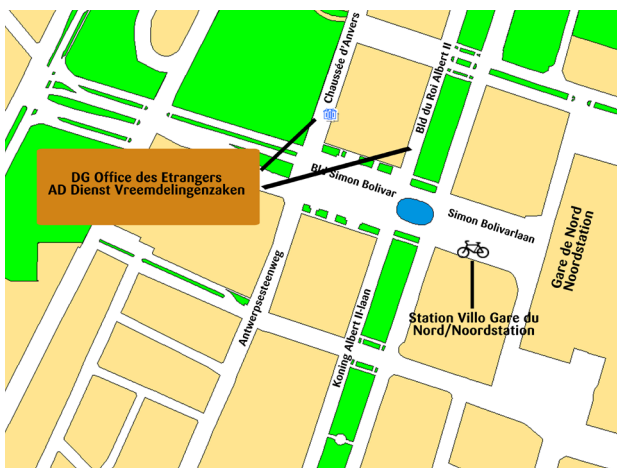 Chaussée d'Anvers
Bld du Roi Albert II
DG Office des Etrangers
AD Dienst Vreemdelingenzaken
Bld Simon Bolivar
Simon Bolivarlaan
Gare de Nord
Noordstation
Antwerpsesteenweg
Koning Albert II-laan
Station Villo Gare du
Nord/Noordstation